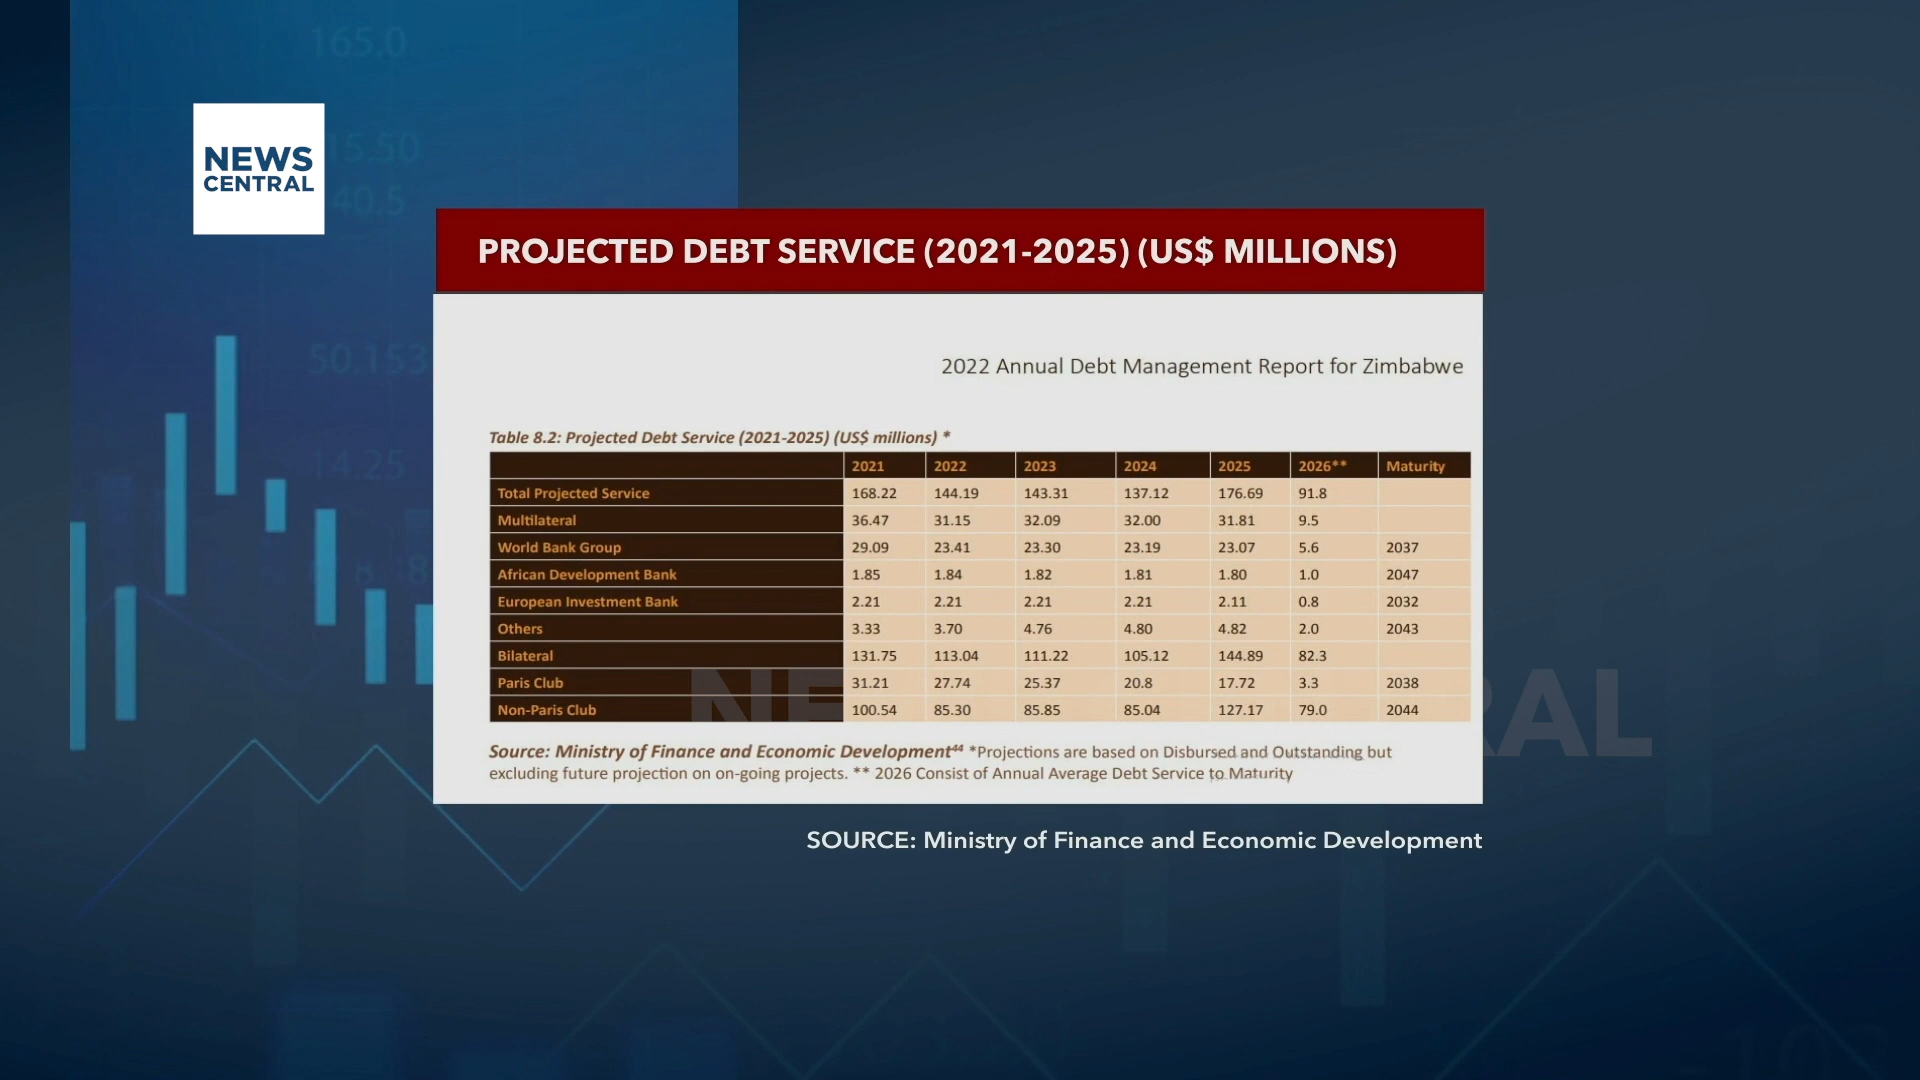 165.0
15.50
40.5
NEWS
CENTRAL
PROJECTED DEBT SERVICE (2021-2025) (US$ MILLIONS)
50.153
14.25
2022 Annual Debt Management Report for Zimbabwe
Table 8.2: Projected Debt Service (2021-2025) (US$ millions) *
2021 2022 2023 2024 2025 2026** Maturity
Total Projected Service 168.22 144.19 143.31 137.12 176.69 91.8
Multilateral 36.47 31.15 32.09 32.00 31.81 9.5
World Bank Group 29.09 23.41 23.30 23.19 23.07 5.6 2037
African Development Bank 1.85 1.84 1.82 1.81 1.80 1.0 2047
European Investment Bank 2.21 2.21 2.21 2.21 2.11 0.8 2032
Others 3.33 3.70 4.76 4.80 4.82 2.0 2043
Bilateral 131.75 113.04 111.22 105.12 144.89 82.3
Paris Club 31.21 27.74 25.37 20.8 17.72 3.3 2038
Non-Paris Club 100.54 85.30 85.85 85.04 127.17 79.0 2044
Source: Ministry of Finance and Economic Development⁴⁴ *Projections are based on Disbursed and Outstanding but
excluding future projection on on-going projects. ** 2026 Consist of Annual Average Debt Service to Maturity
SOURCE: Ministry of Finance and Economic Development